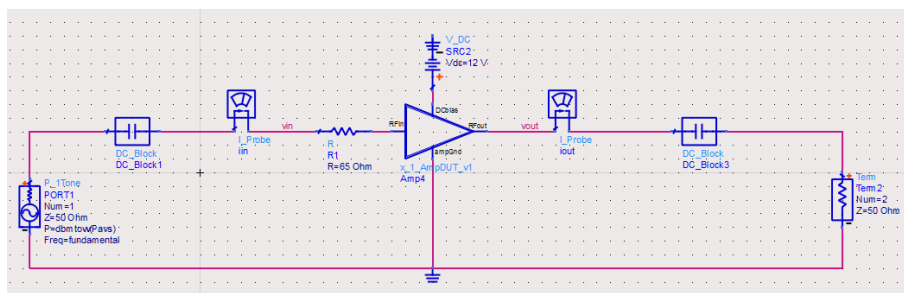 V_DC
SRC2
Vdc=12 V
DCbias
RFin
RFout
ampGnd
x_1_AmpDUT_v1
Amp4
I_Probe
iin
vin
R
R1
R=65 Ohm
vout
I_Probe
iout
DC_Block
DC_Block1
DC_Block
DC_Block3
P_1Tone
PORT1
Num=1
Z=50 Ohm
P=dbmtow(Pavs)
Freq=fundamental
Term
Term2
Num=2
Z=50 Ohm